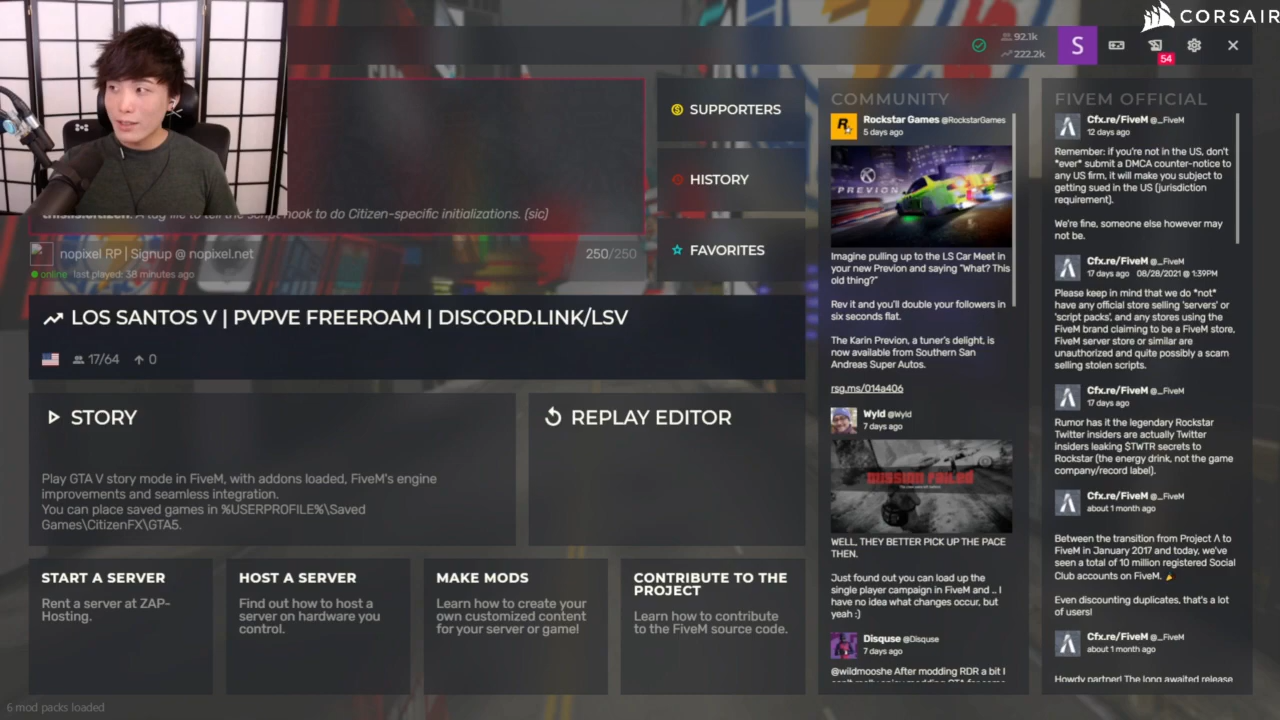 CORSAIR
92.1k
222.2k
S
54
to tell the script hook to do Citizen-specific initializations. (sic)
nopixel RP | Signup @ nopixel.net
250/250
online last played: 38 minutes ago
SUPPORTERS
HISTORY
FAVORITES
LOS SANTOS V | PVPVE FREEROAM | DISCORD.LINK/LSV
17/64 0
STORY
Play GTA V story mode in FiveM, with addons loaded, FiveM's engine
improvements and seamless integration.
You can place saved games in %USERPROFILE%\Saved
Games\CitizenFX\GTA5.
REPLAY EDITOR
START A SERVER
Rent a server at ZAP-
Hosting.
HOST A SERVER
Find out how to host a
server on hardware you
control.
MAKE MODS
Learn how to create your
own customized content
for your server or game!
CONTRIBUTE TO THE
PROJECT
Learn how to contribute
to the FiveM source code.
6 mod packs loaded
COMMUNITY
R
Rockstar Games @RockstarGames
5 days ago
PREVION
Imagine pulling up to the LS Car Meet in
your new Previon and saying "What? This
old thing?"
Rev it and you'll double your followers in
six seconds flat.
The Karin Previon, a tuner's delight, is
now available from Southern San
Andreas Super Autos.
rsg.ms/014a406
Wyld @Wyld
7 days ago
mission failed
WELL, THEY BETTER PICK UP THE PACE
THEN.
Just found out you can load up the
single player campaign in FiveM and .. I
have no idea what changes occur, but
yeah :)
Disquse @Disquse
7 days ago
@wildmooshe After modding RDR a bit I
FIVEM OFFICIAL
Cfx.re/FiveM @_FiveM
12 days ago
Remember: if you're not in the US, don't
*ever* submit a DMCA counter-notice to
any US firm, it will make you subject to
getting sued in the US (jurisdiction
requirement).
We're fine, someone else however may
not be.
Cfx.re/FiveM @_FiveM
17 days ago 08/28/2021 @ 1:39PM
Please keep in mind that we do *not*
have any official store selling 'servers' or
'script packs', and any stores using the
FiveM brand claiming to be a FiveM store,
FiveM server store or similar are
unauthorized and quite possibly a scam
selling stolen scripts.
Cfx.re/FiveM @_FiveM
17 days ago
Rumor has it the legendary Rockstar
Twitter insiders are actually Twitter
insiders leaking $TWTR secrets to
Rockstar (the energy drink, not the game
company/record label).
Cfx.re/FiveM @_FiveM
about 1 month ago
Between the transition from Project Λ to
FiveM in January 2017 and today, we've
seen a total of 10 million registered Social
Club accounts on FiveM. 🎉
Even discounting duplicates, that's a lot
of users!
Cfx.re/FiveM @_FiveM
about 1 month ago
Howdy partner! The long awaited release